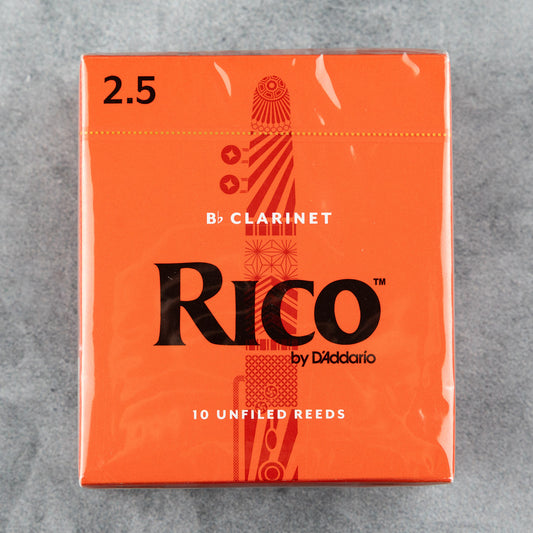 2.5
B♭ CLARINET
RICO™
by D'Addario
10 UNFILED REEDS